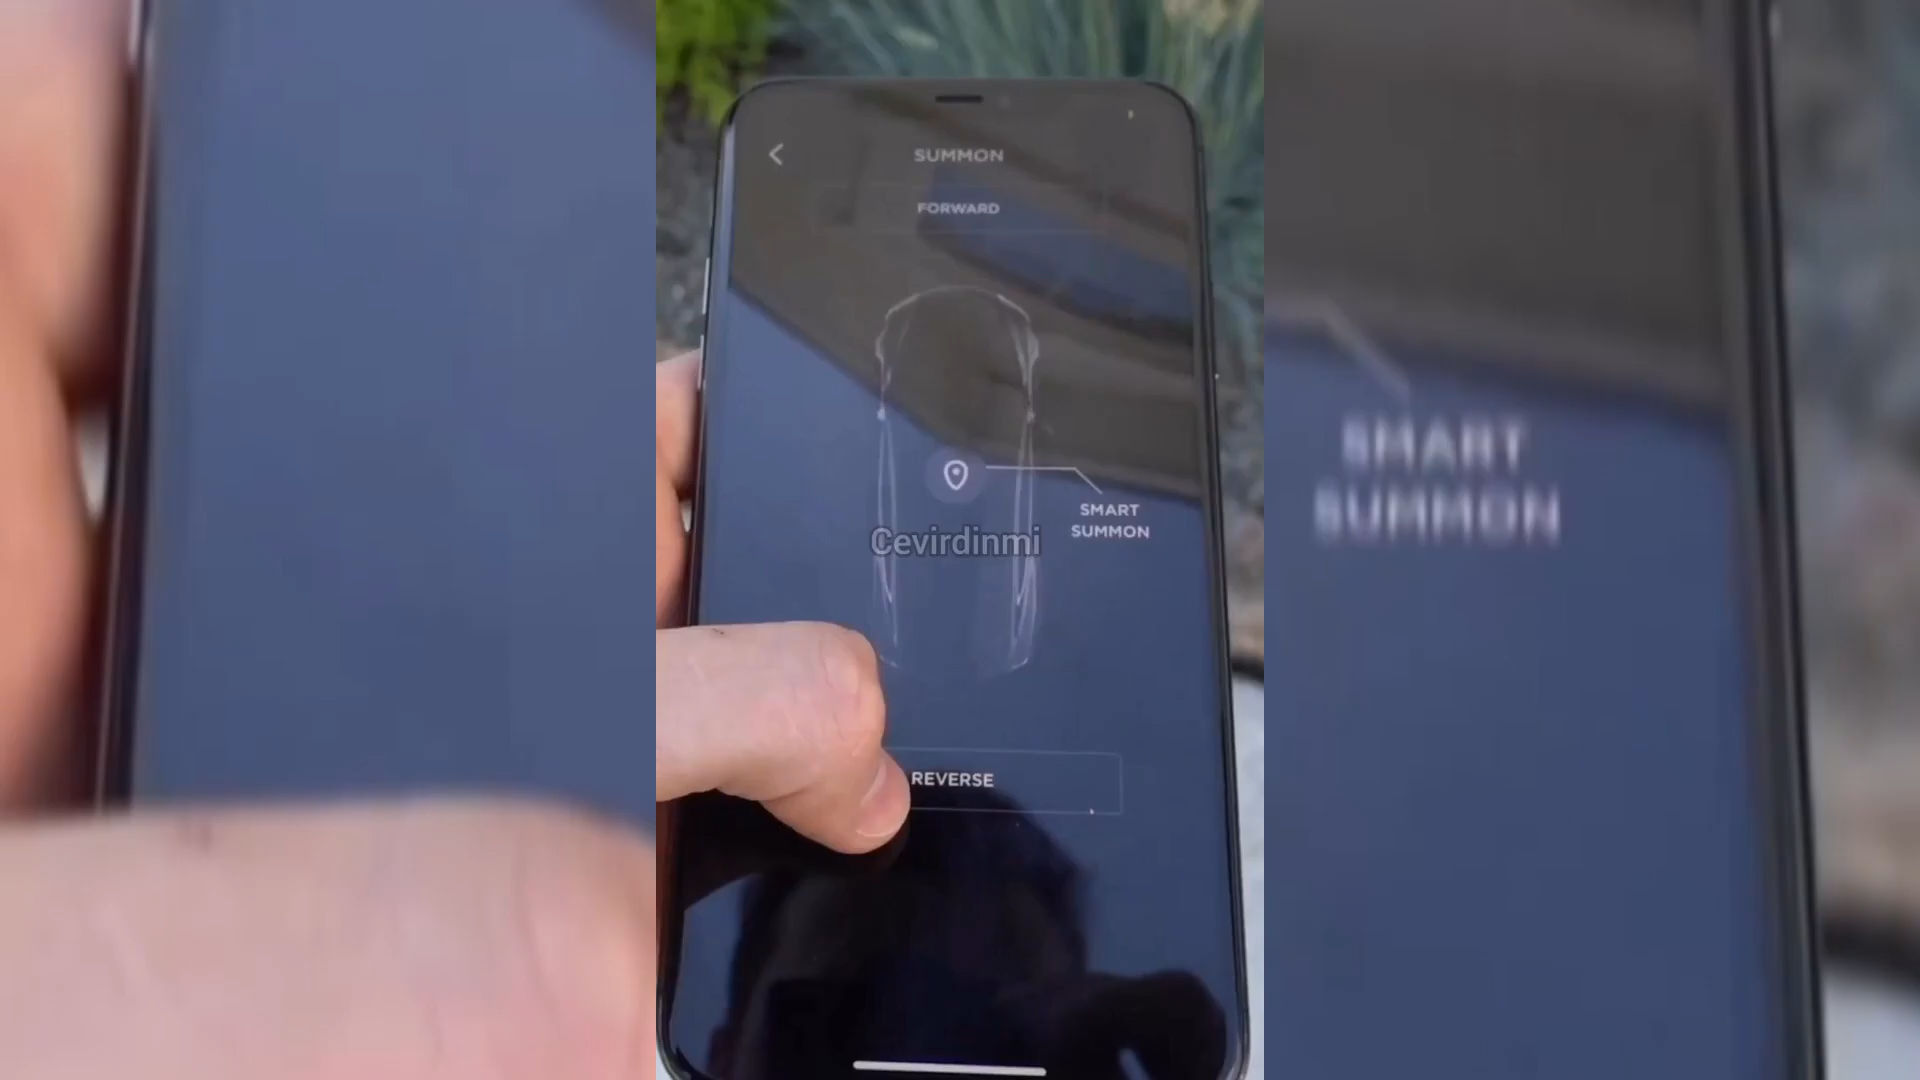 SUMMON
FORWARD
SMART
SUMMON
Cevirdinmi
REVERSE
SMART
SUMMON